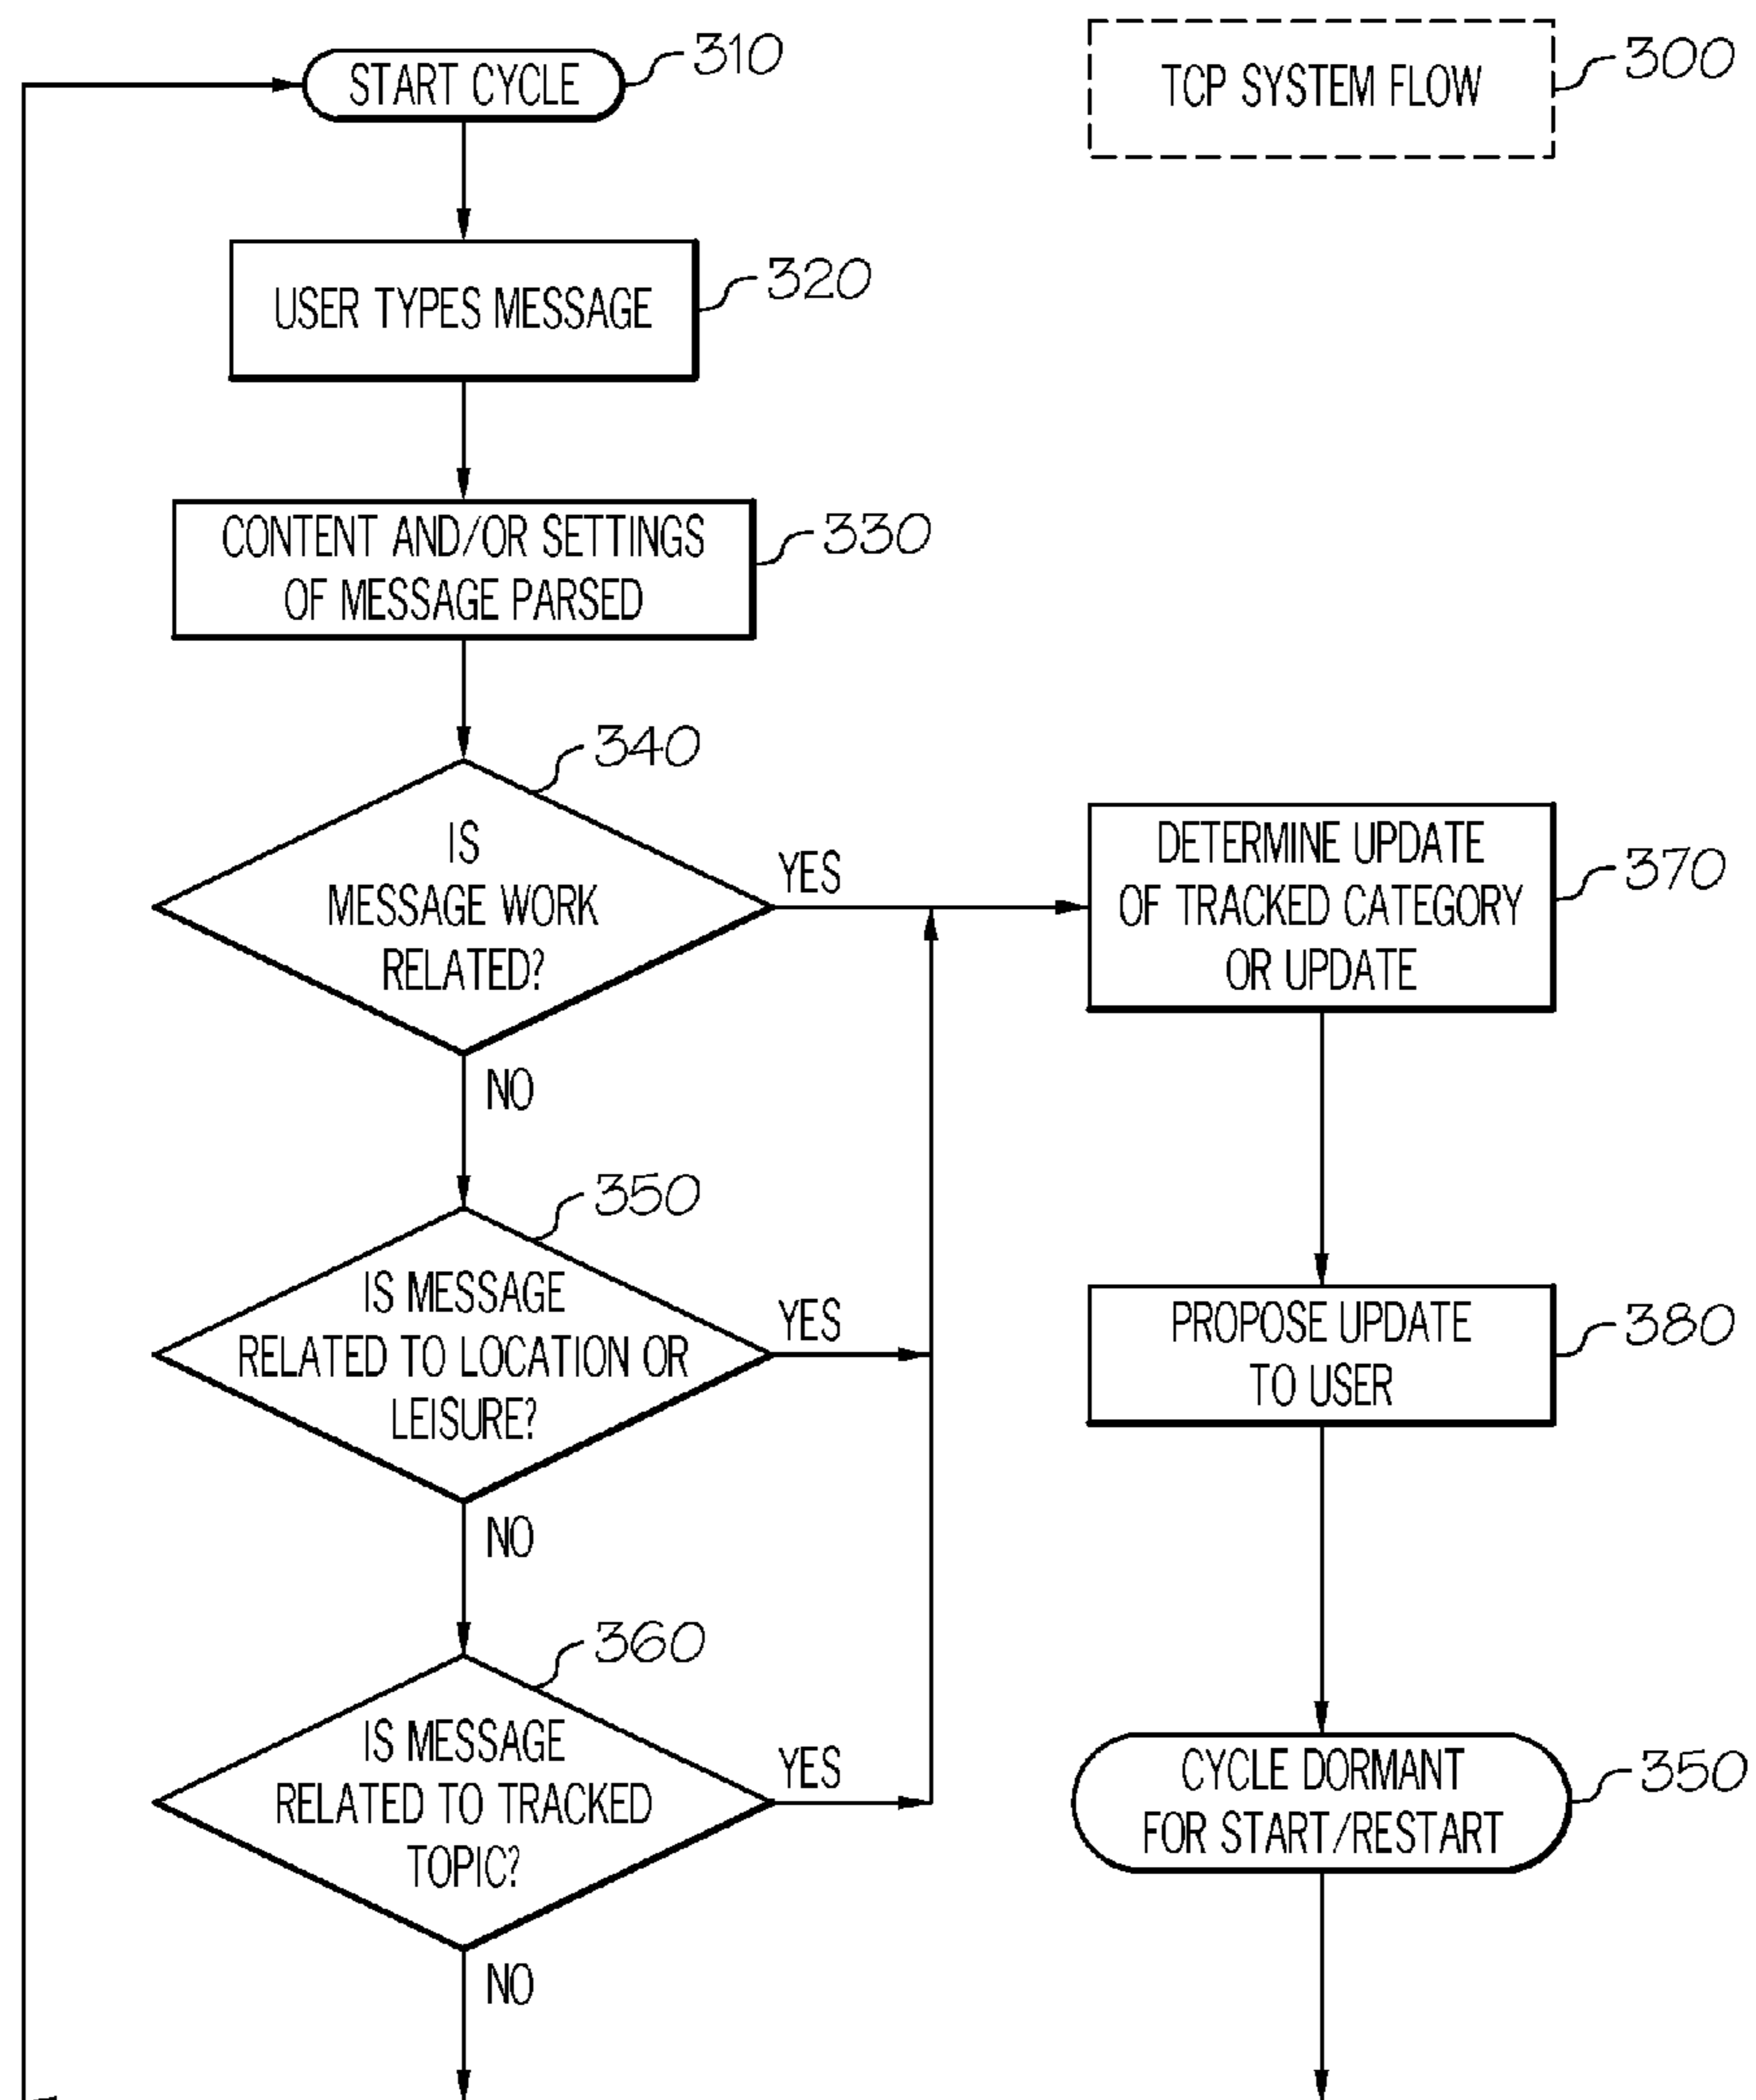 START CYCLE
310
TCP SYSTEM FLOW
300
USER TYPES MESSAGE
320
CONTENT AND/OR SETTINGS
OF MESSAGE PARSED
330
340
IS
MESSAGE WORK
RELATED?
YES
NO
DETERMINE UPDATE
OF TRACKED CATEGORY
OR UPDATE
370
350
IS MESSAGE
RELATED TO LOCATION OR
LEISURE?
YES
NO
PROPOSE UPDATE
TO USER
380
360
IS MESSAGE
RELATED TO TRACKED
TOPIC?
YES
NO
CYCLE DORMANT
FOR START/RESTART
350